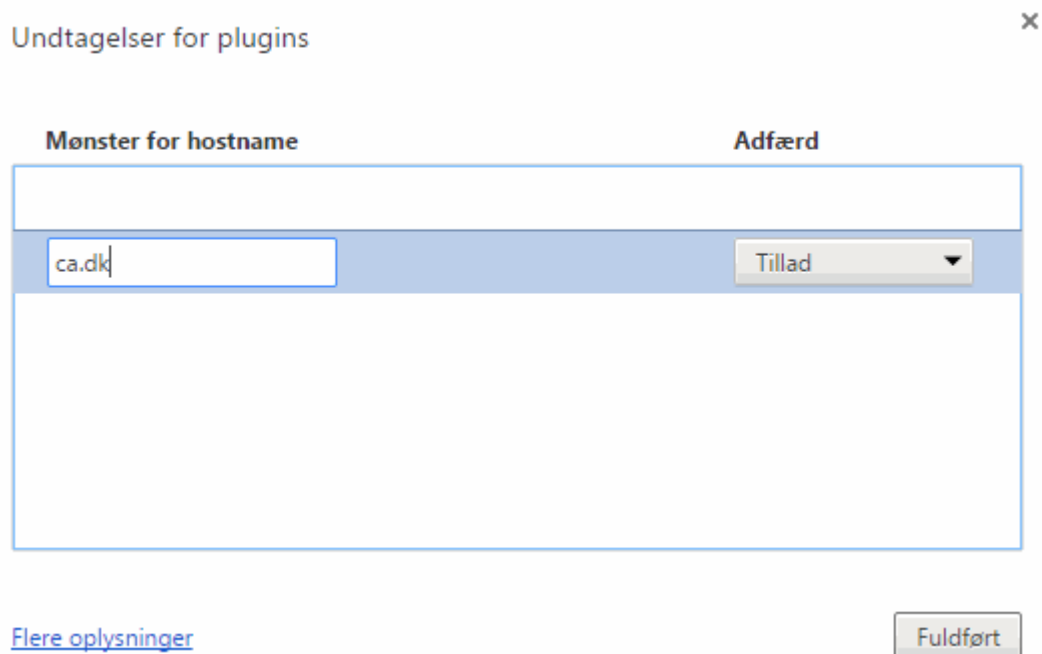 Undtagelser for plugins
Mønster for hostname Adfærd
ca.dk Tillad
Flere oplysninger Fuldført